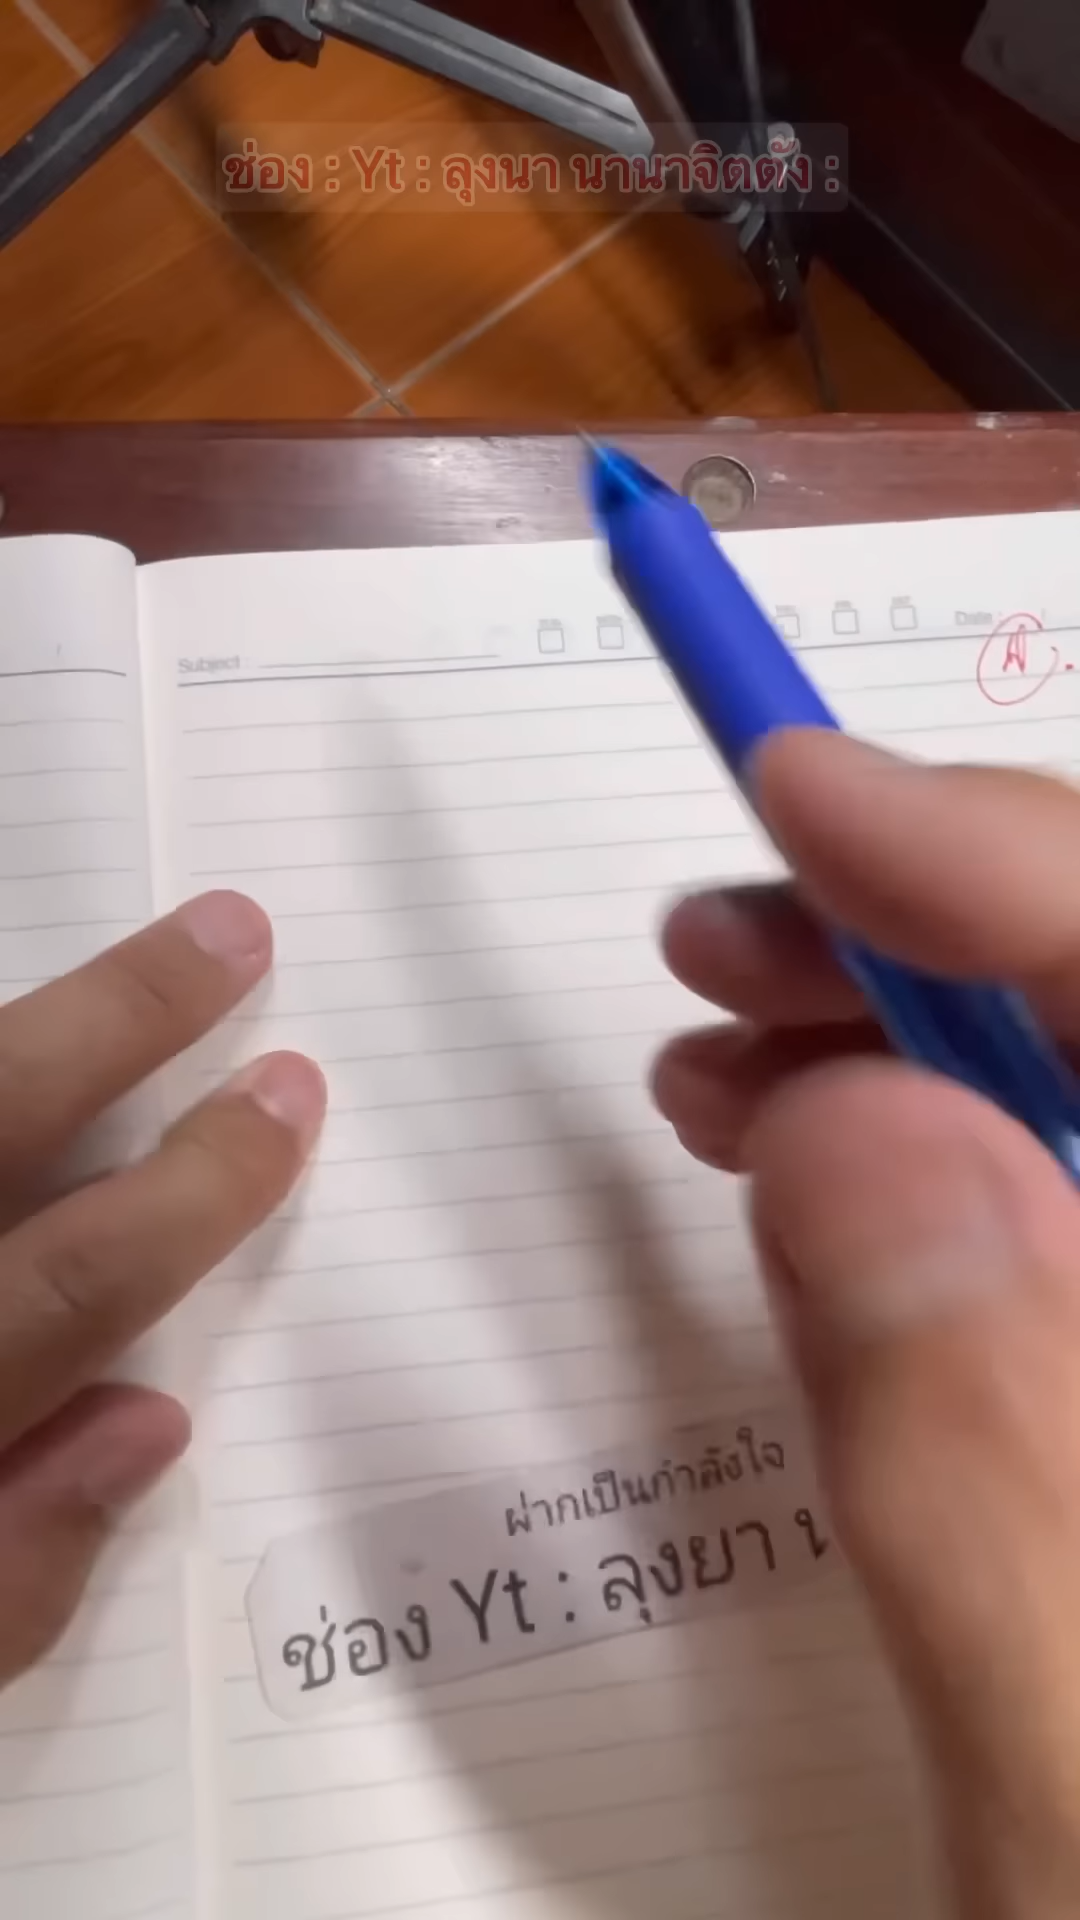 ช่อง : Yt : ลุงนา นานาจิตตัง :
Subject
Date
ฝากเป็นกำลังใจ
ช่อง Yt : ลุงยา